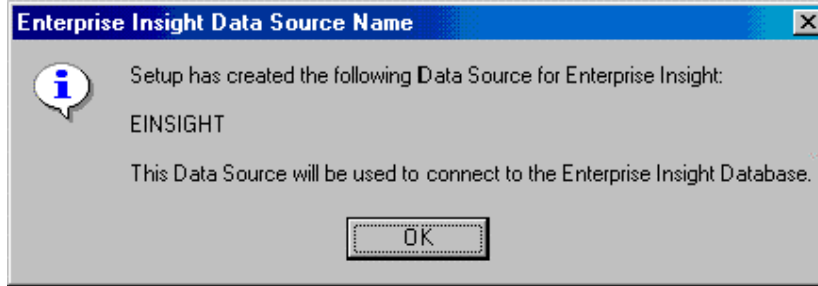 Enterprise Insight Data Source Name
Setup has created the following Data Source for Enterprise Insight:
EINSIGHT
This Data Source will be used to connect to the Enterprise Insight Database.
OK